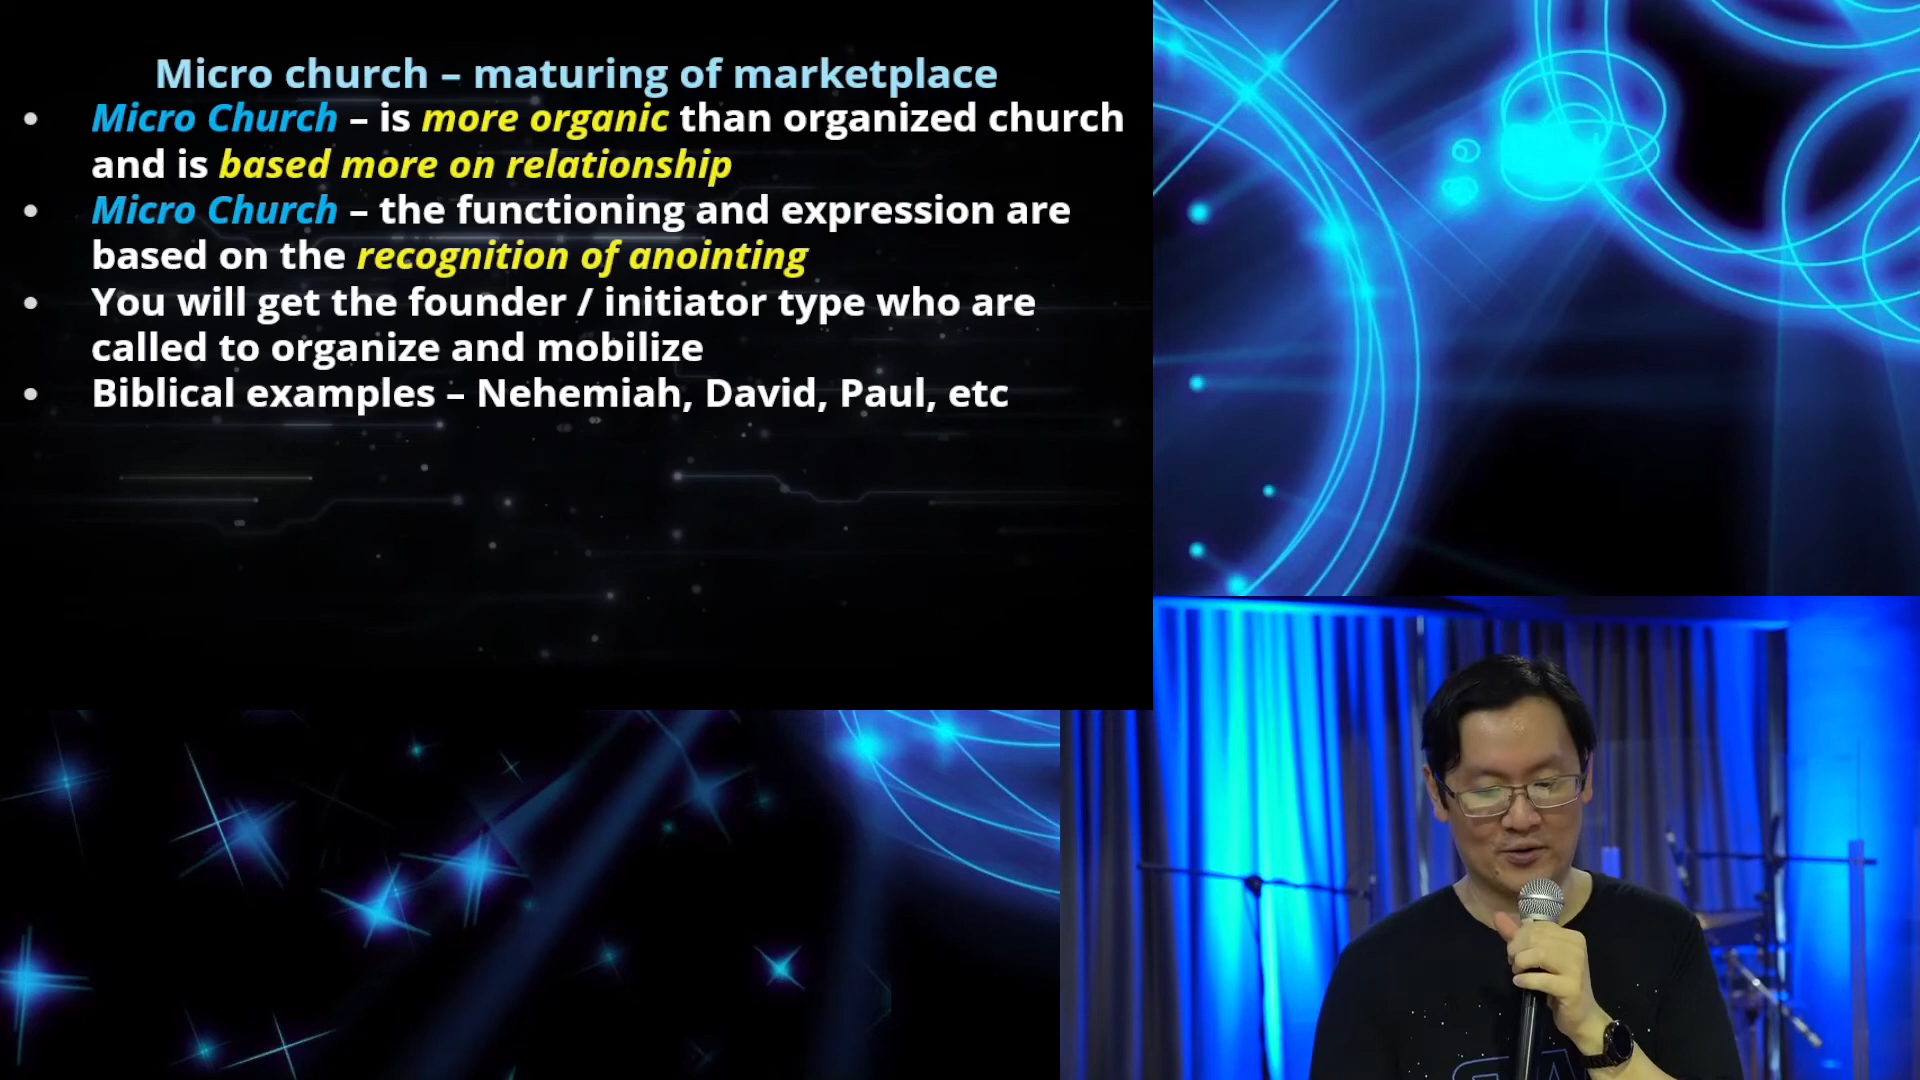 Micro church – maturing of marketplace
• Micro Church – is more organic than organized church
and is based more on relationship
• Micro Church – the functioning and expression are
based on the recognition of anointing
• You will get the founder / initiator type who are
called to organize and mobilize
• Biblical examples – Nehemiah, David, Paul, etc